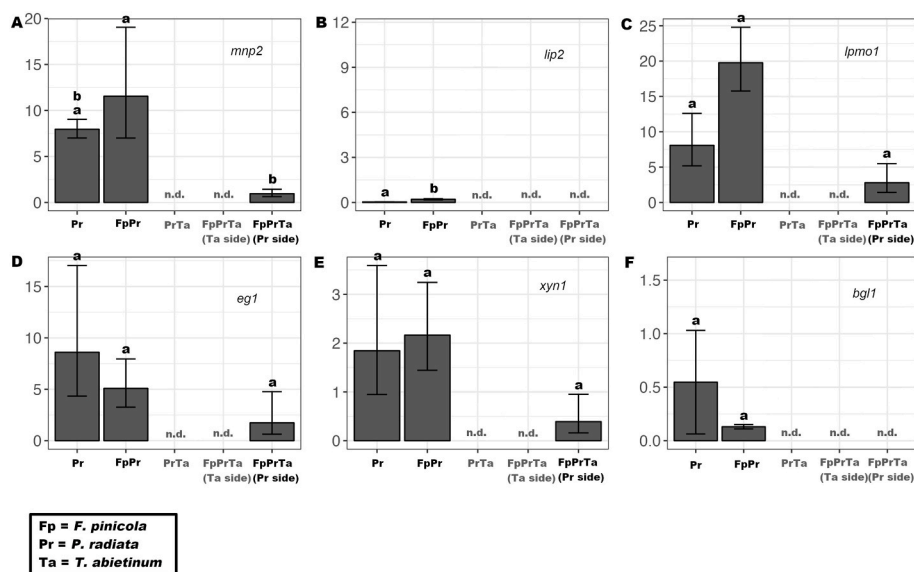 A
mnp2
20
15
10
5
0
b
a
a
n.d.
n.d.
b
Pr
FpPr
PrTa
FpPrTa
(Ta side)
FpPrTa
(Pr side)
B
lip2
12
9
6
3
0
a
b
n.d.
n.d.
n.d.
Pr
FpPr
PrTa
FpPrTa
(Ta side)
FpPrTa
(Pr side)
C
lpmo1
25
20
15
10
5
0
a
a
n.d.
n.d.
a
Pr
FpPr
PrTa
FpPrTa
(Ta side)
FpPrTa
(Pr side)
D
eg1
15
10
5
0
a
a
n.d.
n.d.
a
Pr
FpPr
PrTa
FpPrTa
(Ta side)
FpPrTa
(Pr side)
E
xyn1
3
2
1
0
a
a
n.d.
n.d.
a
Pr
FpPr
PrTa
FpPrTa
(Ta side)
FpPrTa
(Pr side)
F
bgl1
1.5
1.0
0.5
0.0
a
a
n.d.
n.d.
n.d.
Pr
FpPr
PrTa
FpPrTa
(Ta side)
FpPrTa
(Pr side)
Fp = F. pinicola
Pr = P. radiata
Ta = T. abietinum